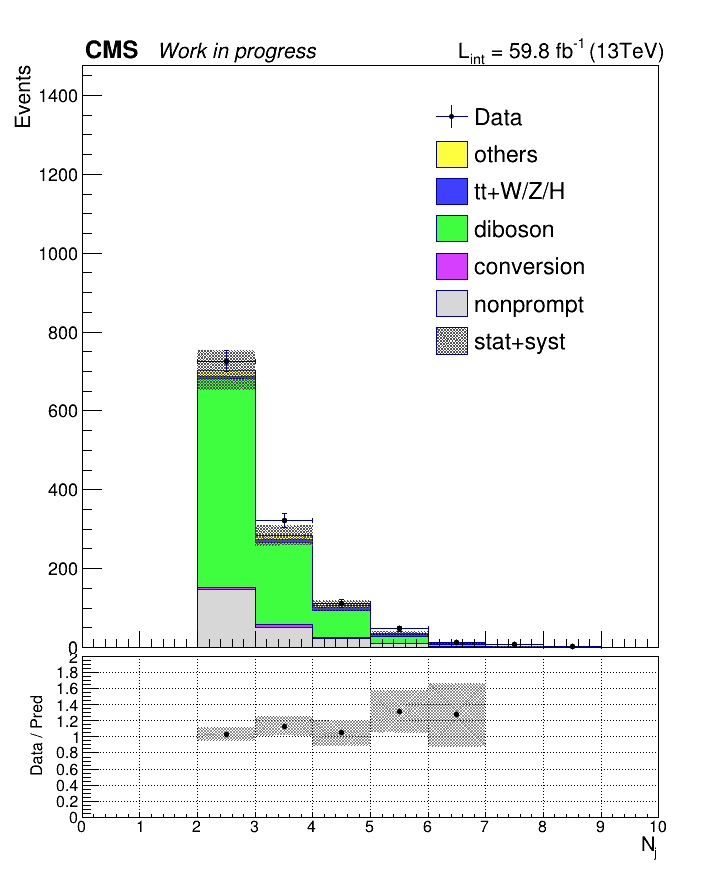 CMS Work in progress L_int = 59.8 fb^-1 (13TeV)
Events
1400
1200
1000
800
600
400
200
0
Data
others
tt+W/Z/H
diboson
conversion
nonprompt
stat+syst
Data / Pred
2
1.8
1.6
1.4
1.2
1
0.8
0.6
0.4
0.2
0
0 1 2 3 4 5 6 7 8 9 10
N_j